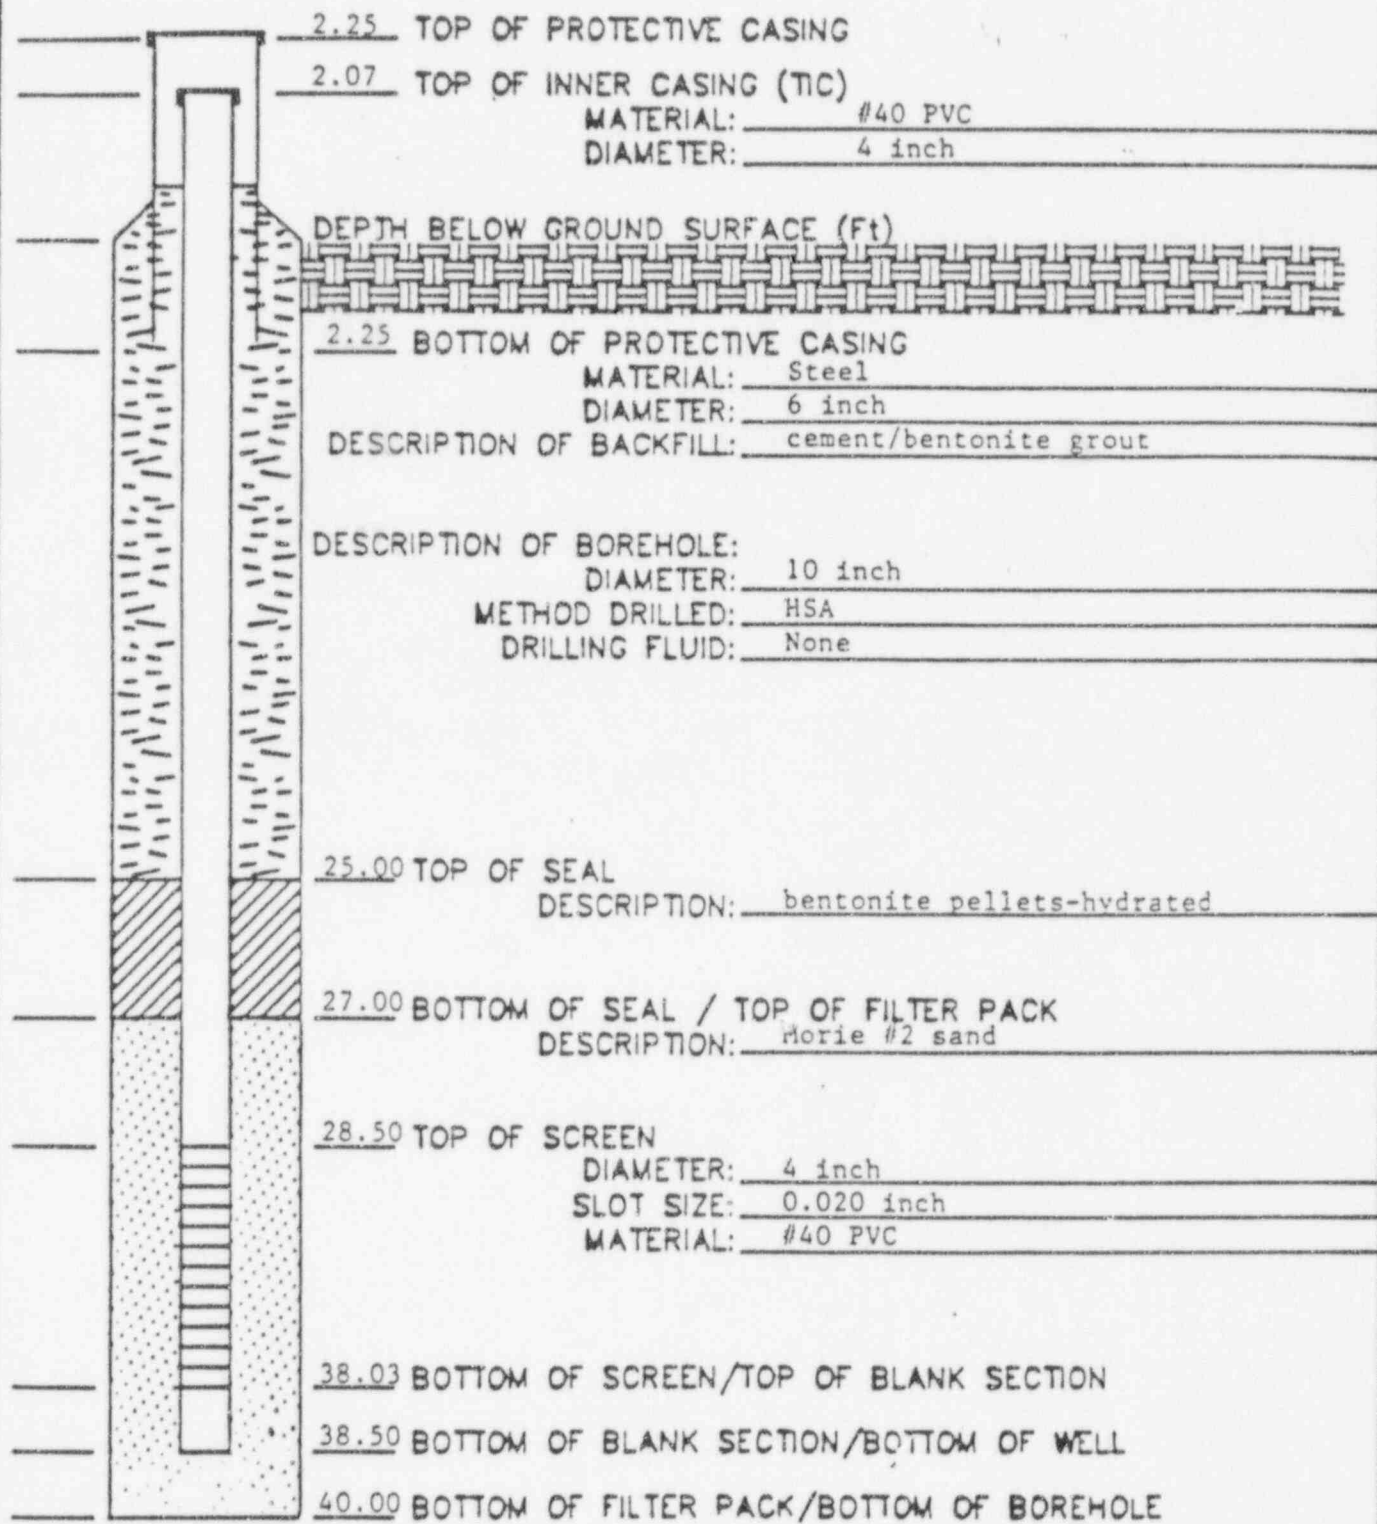 2.25 TOP OF PROTECTIVE CASING
2.07 TOP OF INNER CASING (TIC)
MATERIAL: #40 PVC
DIAMETER: 4 inch
DEPTH BELOW GROUND SURFACE (Ft)
2.25 BOTTOM OF PROTECTIVE CASING
MATERIAL: Steel
DIAMETER: 6 inch
DESCRIPTION OF BACKFILL: cement/bentonite grout
DESCRIPTION OF BOREHOLE:
DIAMETER: 10 inch
METHOD DRILLED: HSA
DRILLING FLUID: None
25.00 TOP OF SEAL
DESCRIPTION: bentonite pellets-hydrated
27.00 BOTTOM OF SEAL / TOP OF FILTER PACK
DESCRIPTION: Morie #2 sand
28.50 TOP OF SCREEN
DIAMETER: 4 inch
SLOT SIZE: 0.020 inch
MATERIAL: #40 PVC
38.03 BOTTOM OF SCREEN/TOP OF BLANK SECTION
38.50 BOTTOM OF BLANK SECTION/BOTTOM OF WELL
40.00 BOTTOM OF FILTER PACK/BOTTOM OF BOREHOLE